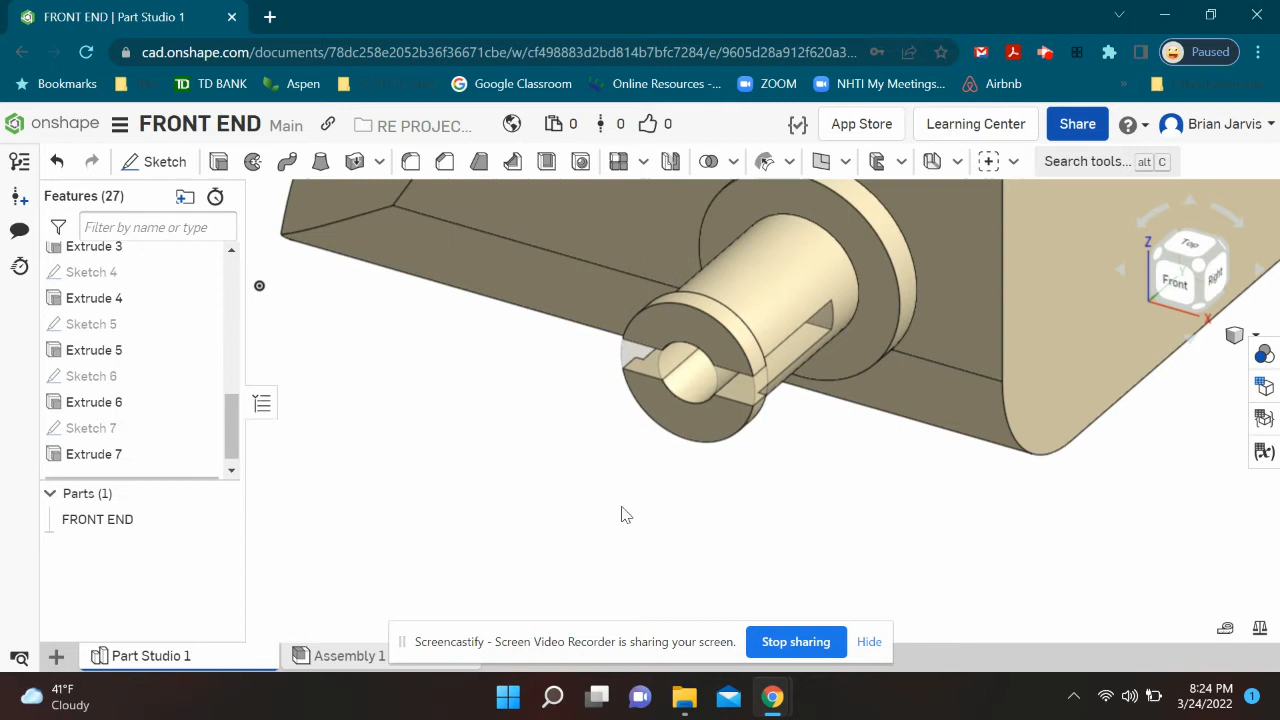 FRONT END | Part Studio 1
cad.onshape.com/documents/78dc258e2052b36f36671cbe/w/cf498883d2bd814b7bfc7284/e/9605d28a912f620a3...
Paused
Bookmarks TD TD BANK Aspen Google Classroom Online Resources -... ZOOM NHTI My Meetings... Airbnb »
onshape FRONT END Main RE PROJEC... 0 0 0 App Store Learning Center Share Brian Jarvis
Sketch Search tools... alt C
Features (27)
Filter by name or type
Extrude 3
Sketch 4
Extrude 4
Sketch 5
Extrude 5
Sketch 6
Extrude 6
Sketch 7
Extrude 7
Parts (1)
FRONT END
Z Top Y Front Right X
Screencastify - Screen Video Recorder is sharing your screen. Stop sharing Hide
Part Studio 1 Assembly 1
41°F
Cloudy
8:24 PM
3/24/2022 1